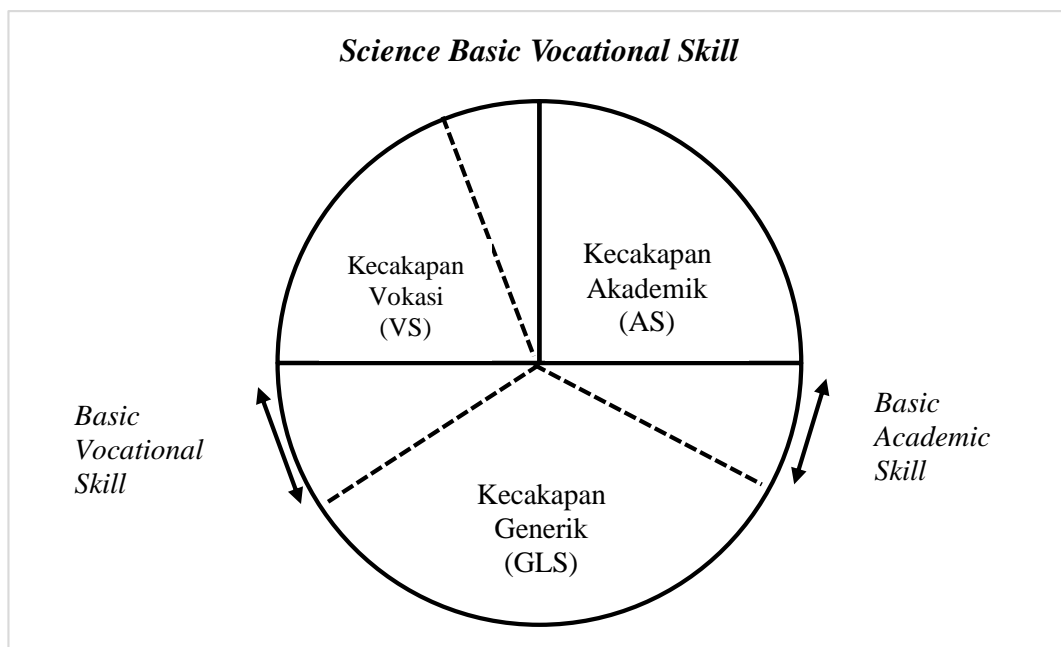 Science Basic Vocational Skill
Kecakapan
Vokasi
(VS)
Kecakapan
Akademik
(AS)
Basic
Vocational
Skill
Kecakapan
Generik
(GLS)
Basic
Academic
Skill